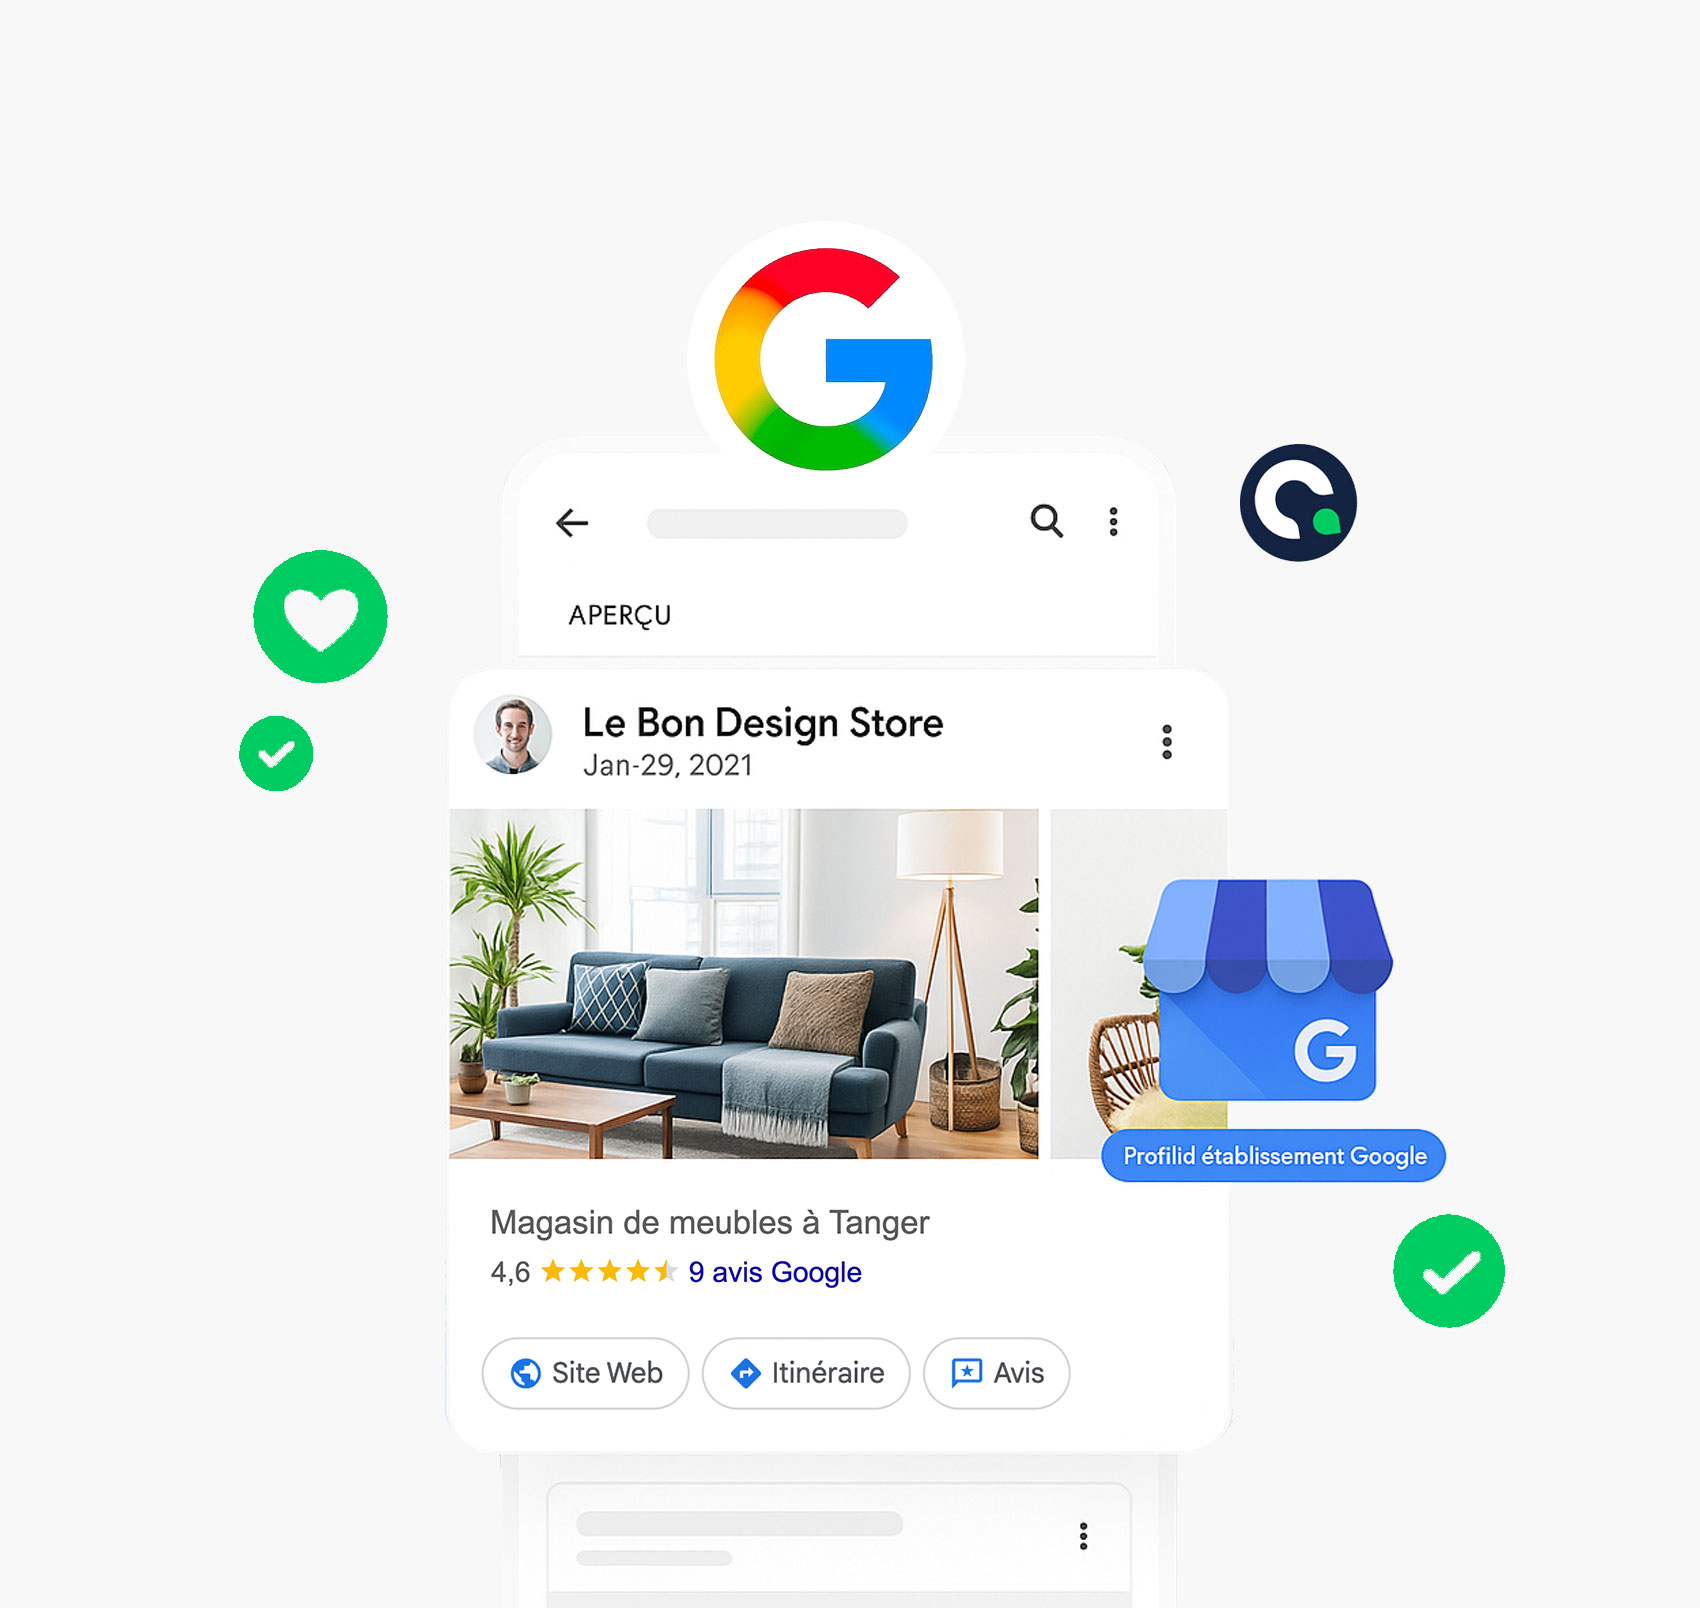 APERÇU
Le Bon Design Store
Jan-29, 2021
Profilid établissement Google
Magasin de meubles à Tanger
4,6 9 avis Google
Site Web
Itinéraire
Avis